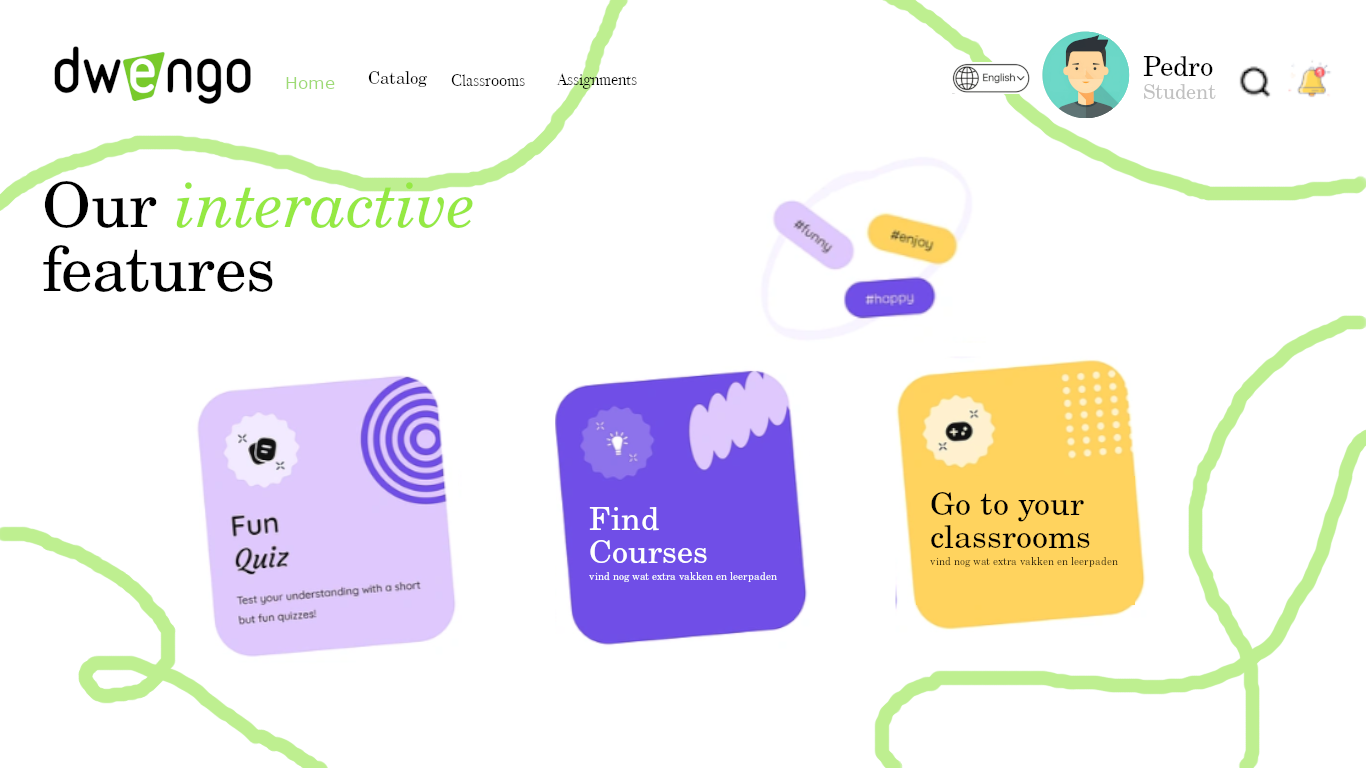 dwengo
Home
Catalog
Classrooms
Assignments
English
Pedro
Student
Our interactive
features
#funny
#enjoy
#happy
Fun
Quiz
Test your understanding with a short
but fun quizzes!
Find
Courses
vind nog wat extra vakken en leerpaden
Go to your
classrooms
vind nog wat extra vakken en leerpaden